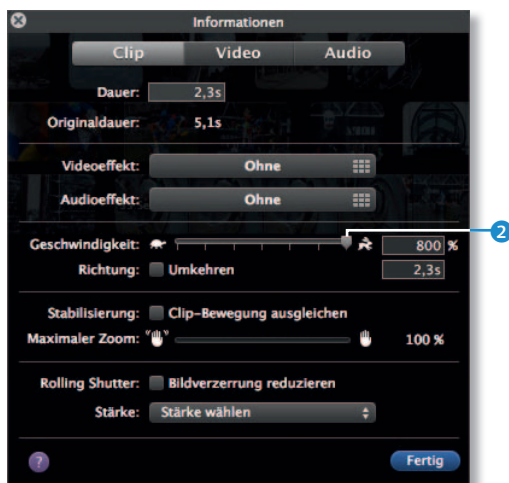 Informationen
Clip Video Audio
Dauer: 2,3s
Originaldauer: 5,1s
Videoeffekt: Ohne
Audioeffekt: Ohne
Geschwindigkeit: 800 %
2
Richtung: Umkehren 2,3s
Stabilisierung: Clip-Bewegung ausgleichen
Maximaler Zoom: 100 %
Rolling Shutter: Bildverzerrung reduzieren
Stärke: Stärke wählen
? Fertig